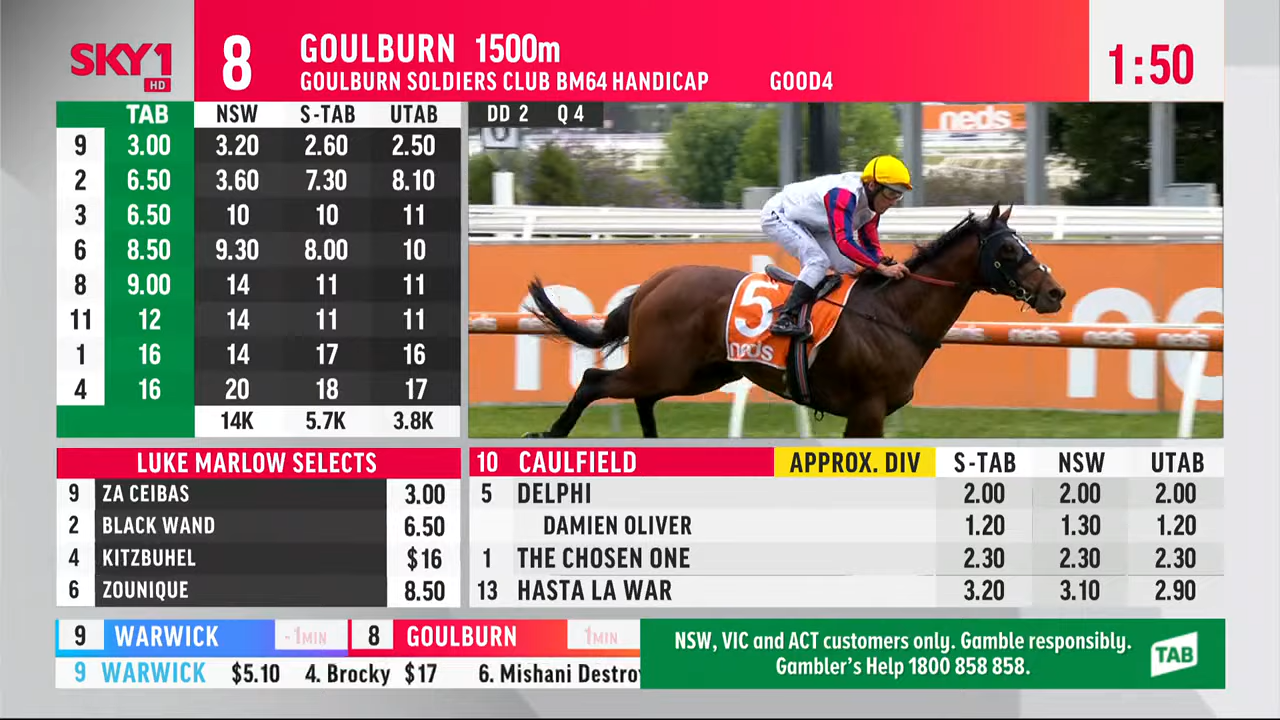 SKY1
HD
8
GOULBURN 1500m
GOULBURN SOLDIERS CLUB BM64 HANDICAP GOOD4
1:50
TAB NSW S-TAB UTAB
9 3.00 3.20 2.60 2.50
2 6.50 3.60 7.30 8.10
3 6.50 10 10 11
6 8.50 9.30 8.00 10
8 9.00 14 11 11
11 12 14 11 11
1 16 14 17 16
4 16 20 18 17
14K 5.7K 3.8K
DD 2 Q 4
neds
5
neds
neds neds neds neds
LUKE MARLOW SELECTS
9 ZA CEIBAS 3.00
2 BLACK WAND 6.50
4 KITZBUHEL $16
6 ZOUNIQUE 8.50
10 CAULFIELD APPROX. DIV S-TAB NSW UTAB
5 DELPHI 2.00 2.00 2.00
DAMIEN OLIVER 1.20 1.30 1.20
1 THE CHOSEN ONE 2.30 2.30 2.30
13 HASTA LA WAR 3.20 3.10 2.90
9 WARWICK -1MIN 8 GOULBURN 1MIN
9 WARWICK $5.10 4. Brocky $17 6. Mishani Destro
NSW, VIC and ACT customers only. Gamble responsibly.
Gambler's Help 1800 858 858.
TAB